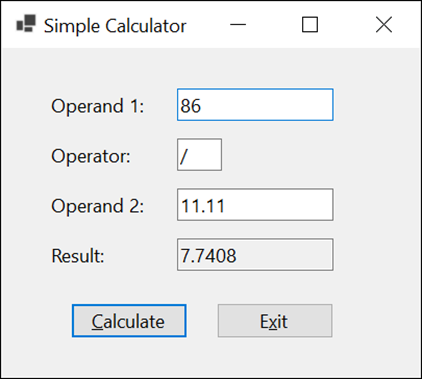 Simple Calculator
Operand 1: 86
Operator: /
Operand 2: 11.11
Result: 7.7408
Calculate Exit